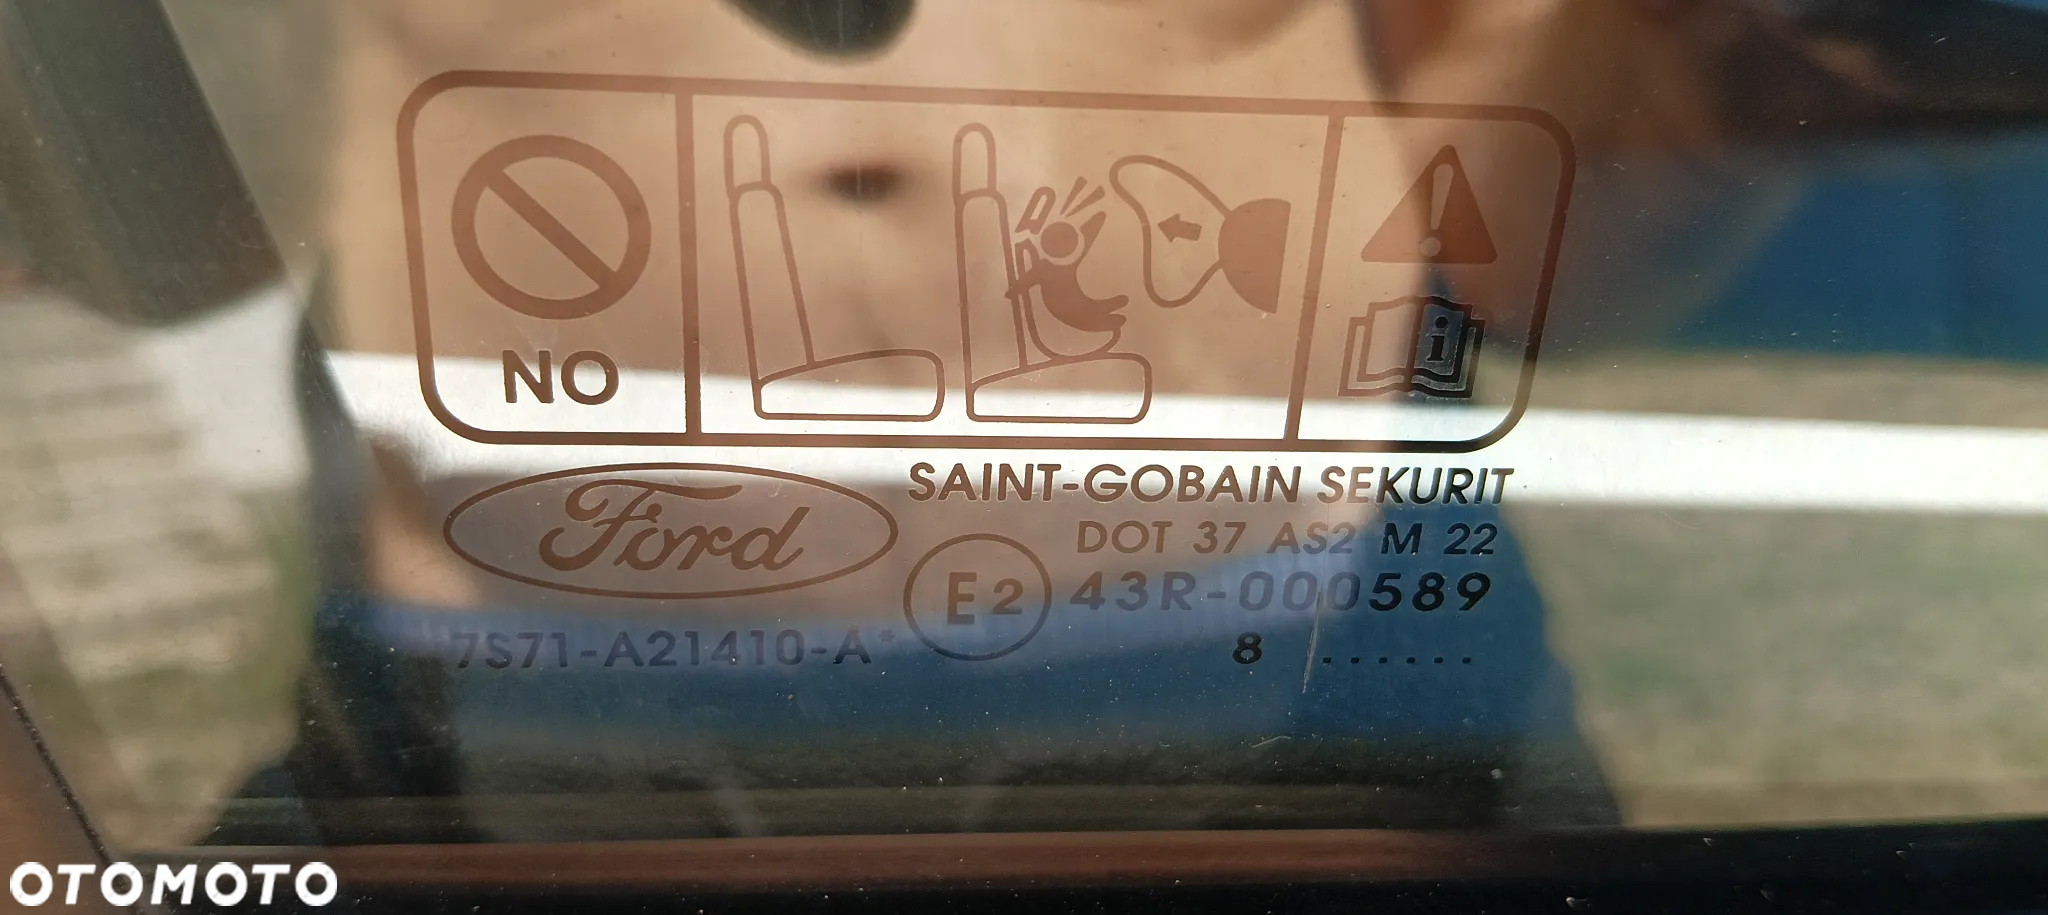 NO
i
Ford
SAINT-GOBAIN SEKURIT
DOT 37 AS2 M 22
E2 43R-000589
7S71-A21410-A*
8 ......
OTOMOTO